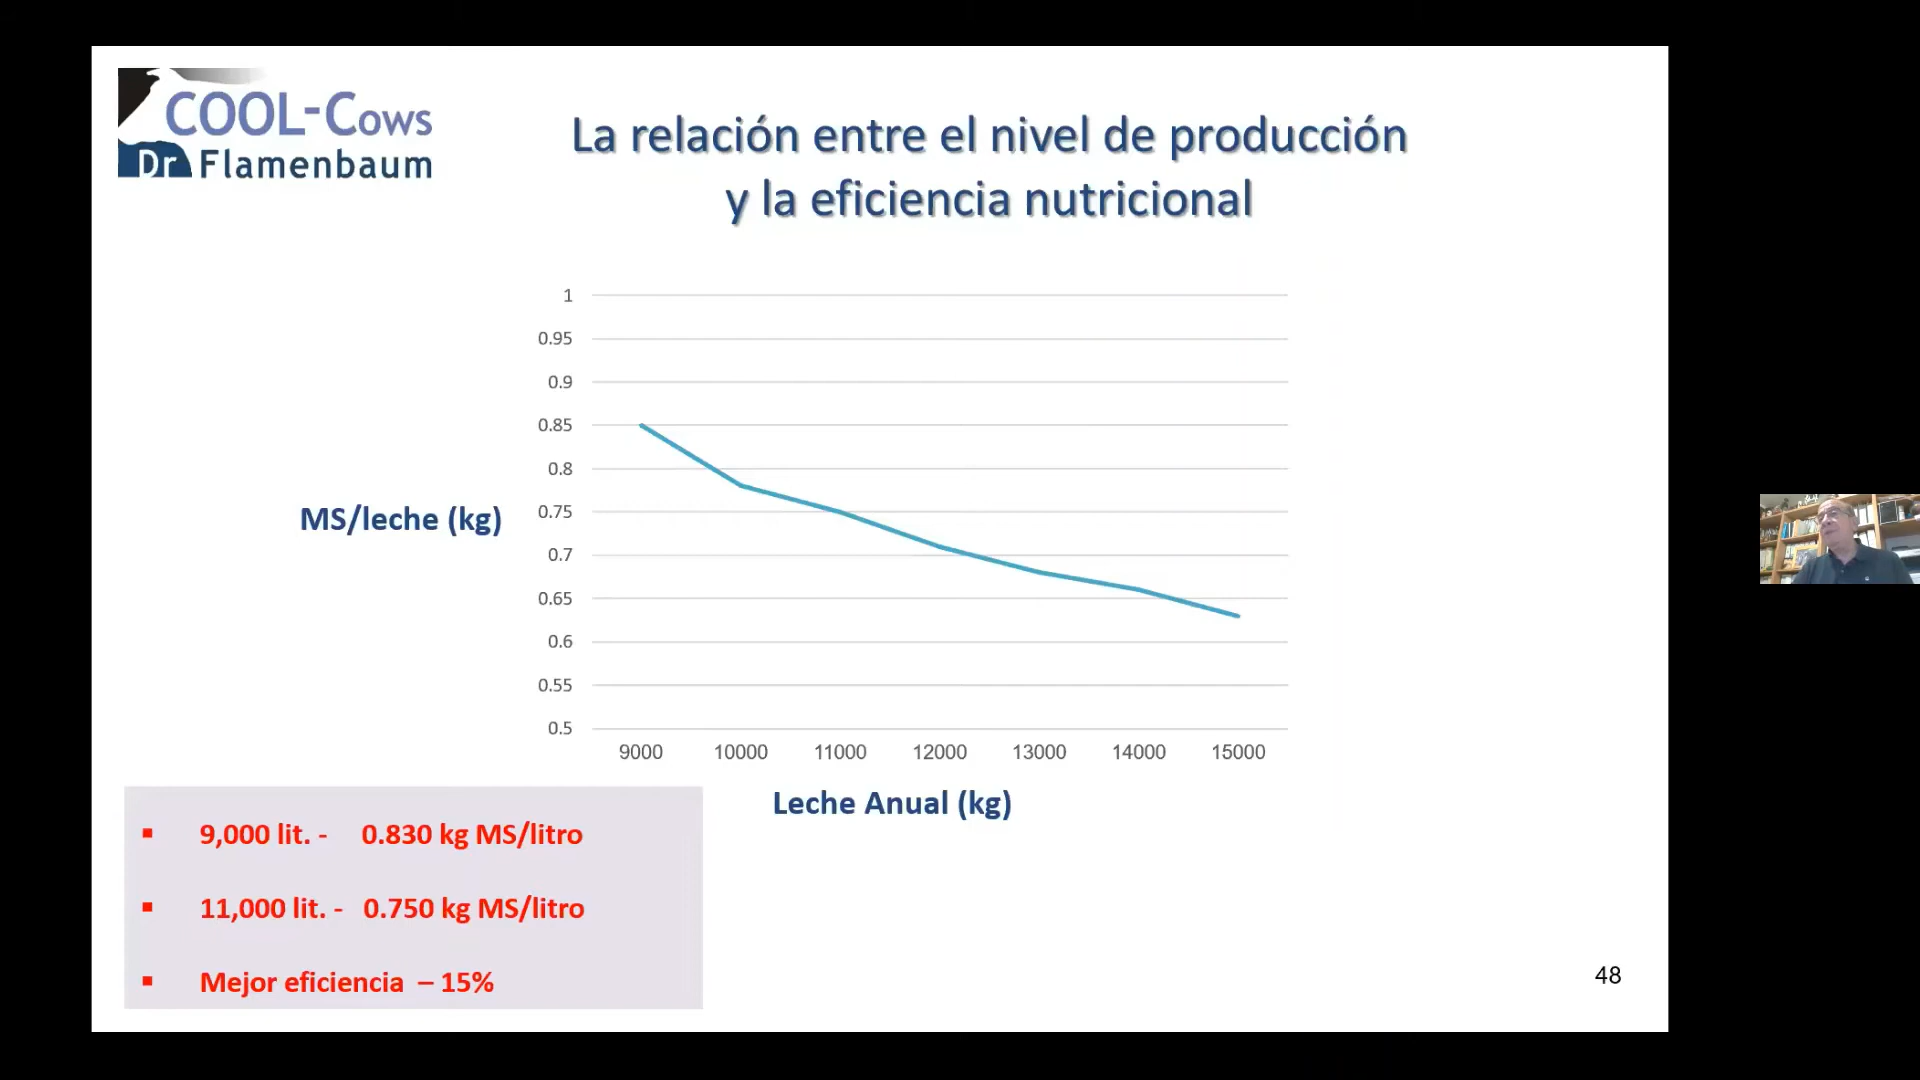 COOL-Cows
Dr Flamenbaum
La relación entre el nivel de producción
y la eficiencia nutricional
1
0.95
0.9
0.85
0.8
MS/leche (kg)
0.75
0.7
0.65
0.6
0.55
0.5
9000 10000 11000 12000 13000 14000 15000
Leche Anual (kg)
▪ 9,000 lit. - 0.830 kg MS/litro
▪ 11,000 lit. - 0.750 kg MS/litro
▪ Mejor eficiencia – 15%
48